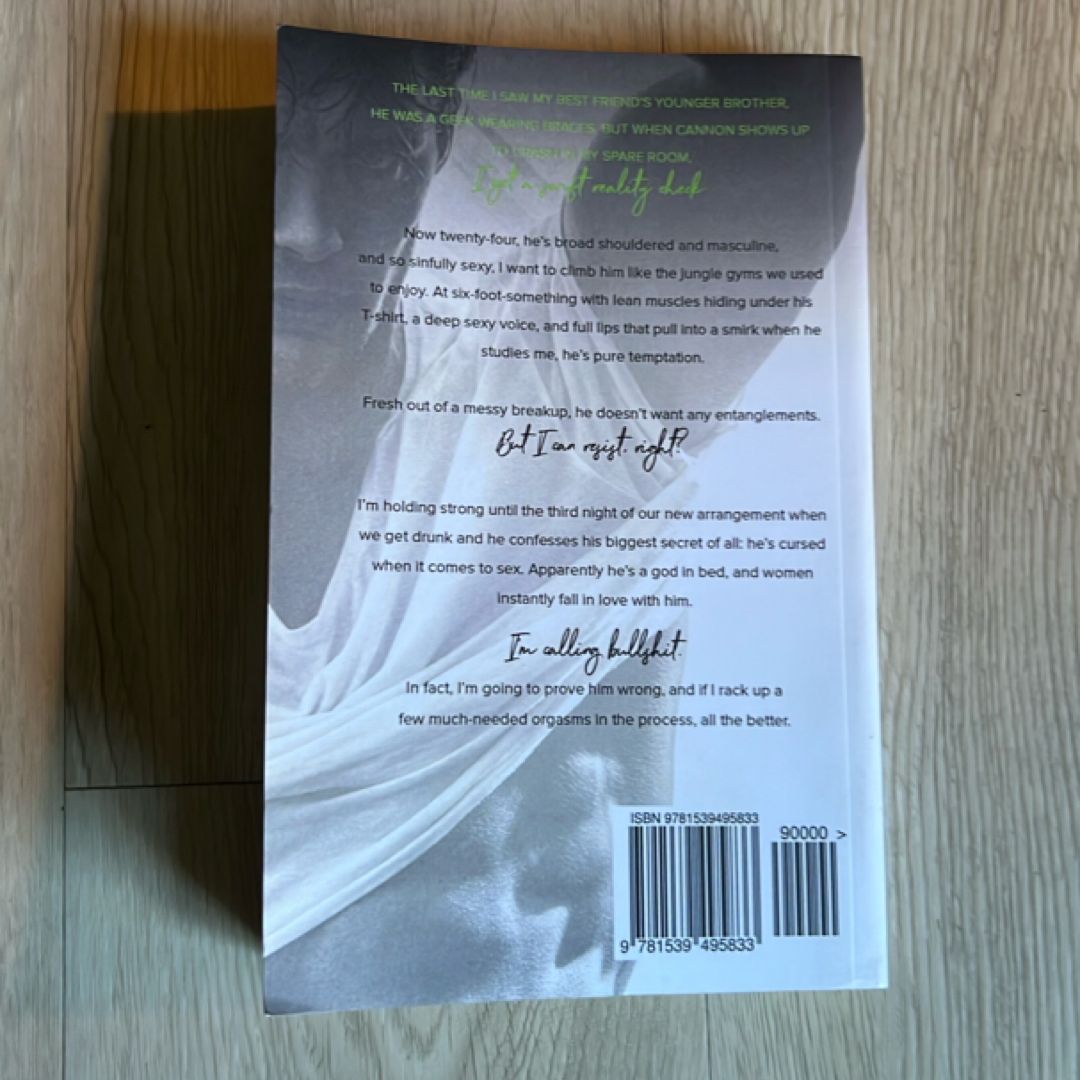 THE LAST TIME I SAW MY BEST FRIEND'S YOUNGER BROTHER,
HE WAS A GEEK WEARING BRACES. BUT WHEN CANNON SHOWS UP
TO CRASH IN MY SPARE ROOM,
I get a swift reality check
Now twenty-four, he's broad shouldered and masculine,
and so sinfully sexy, I want to climb him like the jungle gyms we used
to enjoy. At six-foot-something with lean muscles hiding under his
T-shirt, a deep sexy voice, and full lips that pull into a smirk when he
studies me, he's pure temptation.
Fresh out of a messy breakup, he doesn't want any entanglements.
But I can resist, right?
I'm holding strong until the third night of our new arrangement when
we get drunk and he confesses his biggest secret of all: he's cursed
when it comes to sex. Apparently he's a god in bed, and women
instantly fall in love with him.
I'm calling bullshit.
In fact, I'm going to prove him wrong, and if I rack up a
few much-needed orgasms in the process, all the better.
ISBN 9781539495833
90000 >
9 781539 495833